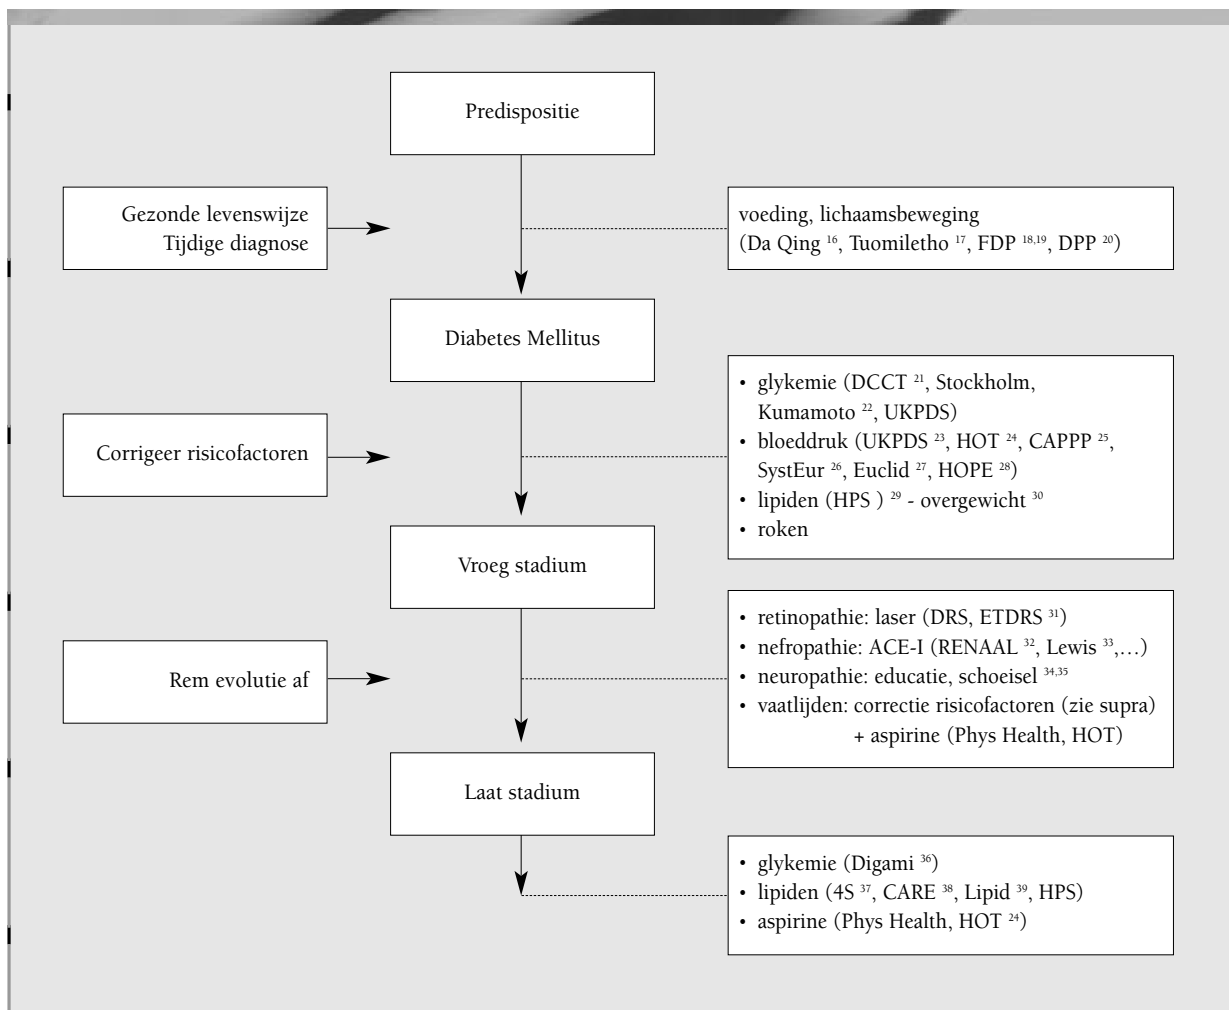 Predispositie
Gezonde levenswijze
Tijdige diagnose
voeding, lichaamsbeweging
(Da Qing ¹⁶, Tuomiletho ¹⁷, FDP ¹⁸,¹⁹, DPP ²⁰)
Diabetes Mellitus
Corrigeer risicofactoren
• glykemie (DCCT ²¹, Stockholm,
Kumamoto ²², UKPDS)
• bloeddruk (UKPDS ²³, HOT ²⁴, CAPPP ²⁵,
SystEur ²⁶, Euclid ²⁷, HOPE ²⁸)
• lipiden (HPS ) ²⁹ - overgewicht ³⁰
• roken
Vroeg stadium
Rem evolutie af
• retinopathie: laser (DRS, ETDRS ³¹)
• nefropathie: ACE-I (RENAAL ³², Lewis ³³,…)
• neuropathie: educatie, schoeisel ³⁴,³⁵
• vaatlijden: correctie risicofactoren (zie supra)
+ aspirine (Phys Health, HOT)
Laat stadium
• glykemie (Digami ³⁶)
• lipiden (4S ³⁷, CARE ³⁸, Lipid ³⁹, HPS)
• aspirine (Phys Health, HOT ²⁴)